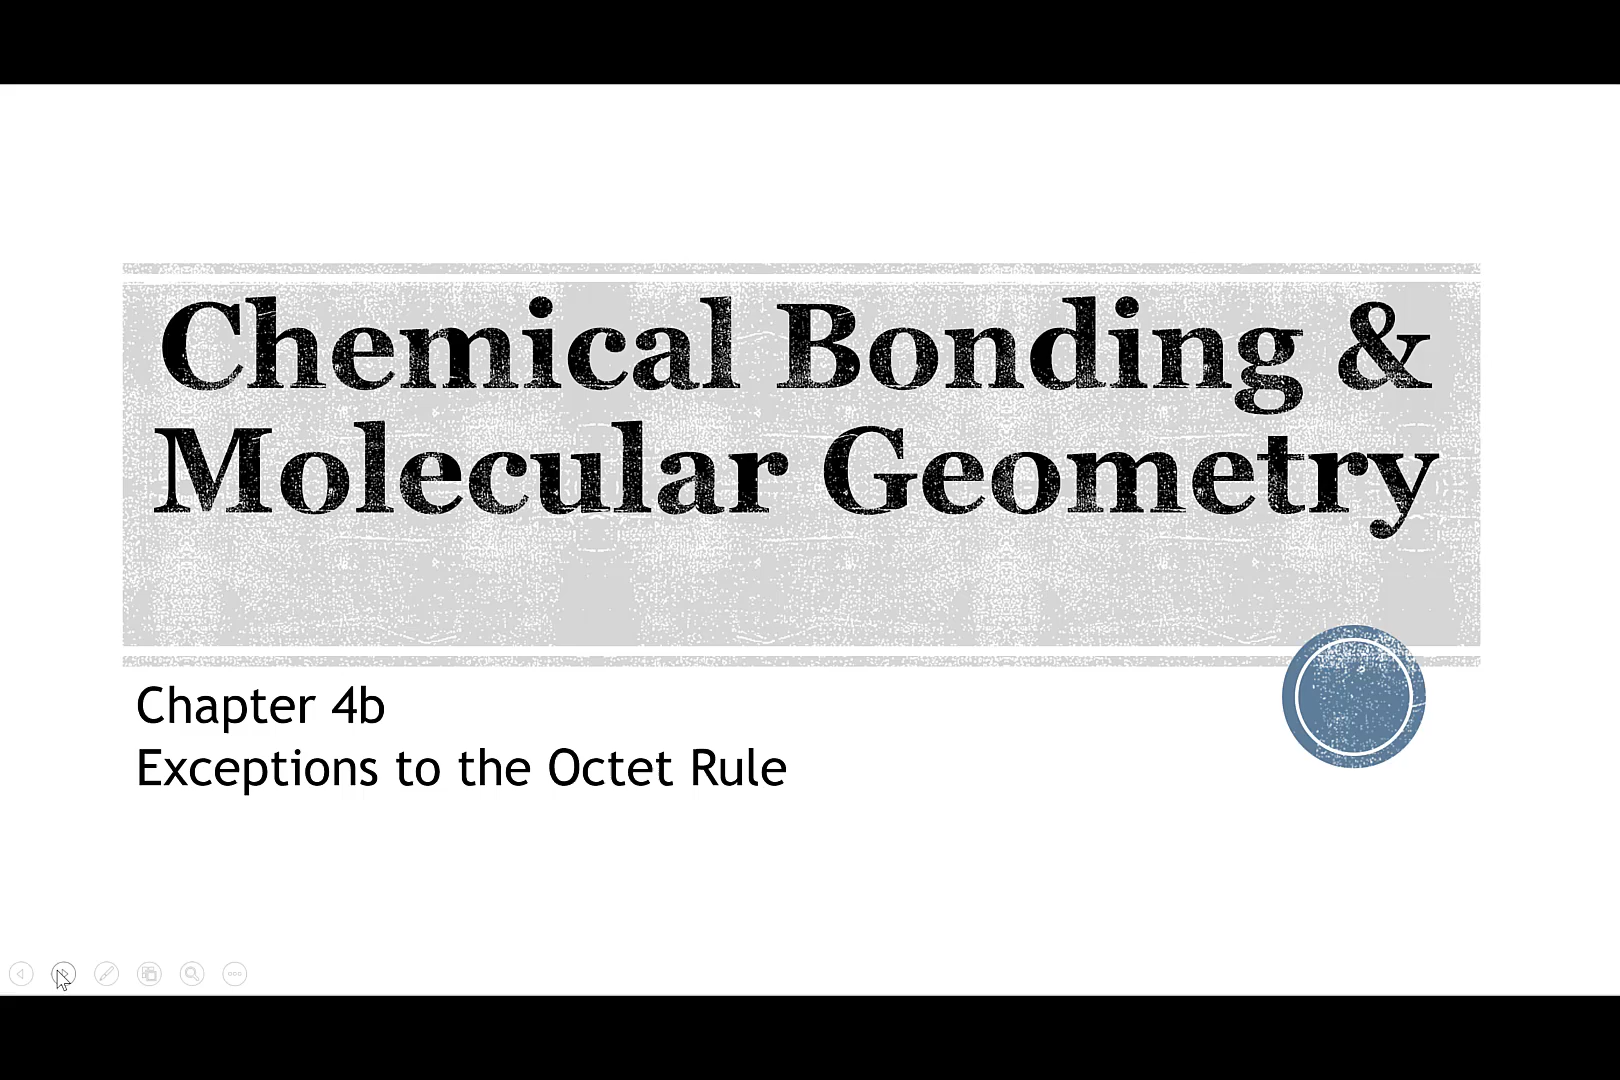 Chemical Bonding &
Molecular Geometry
Chapter 4b
Exceptions to the Octet Rule